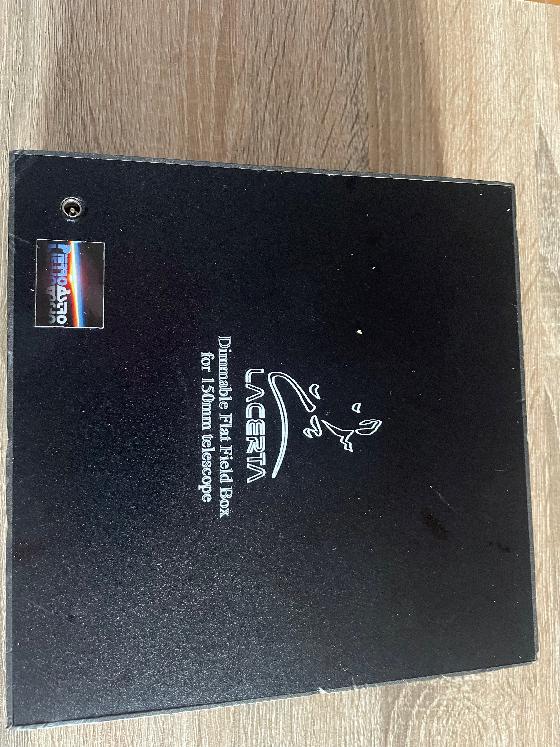 LACERTA
Dimmable Flat Field Box
for 150mm telescope